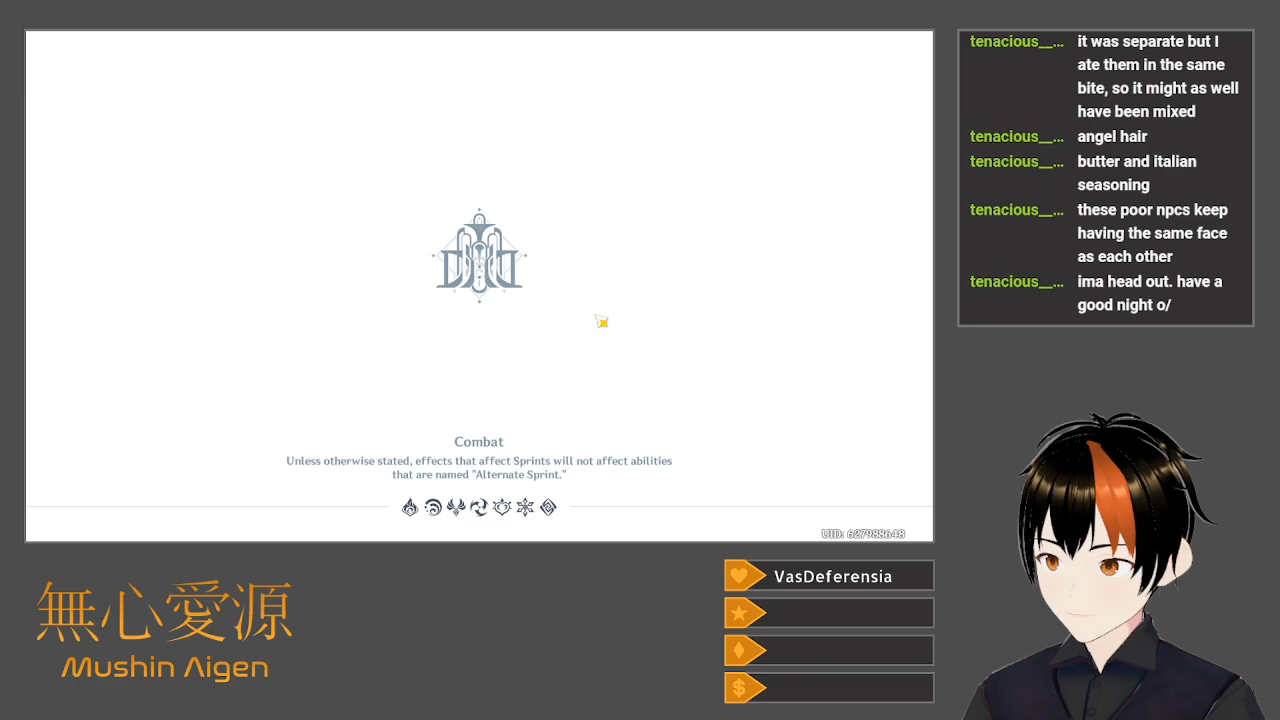 tenacious__... it was separate but I
ate them in the same
bite, so it might as well
have been mixed
tenacious__... angel hair
tenacious__... butter and italian
seasoning
tenacious__... these poor npcs keep
having the same face
as each other
tenacious__... ima head out. have a
good night o/
Combat
Unless otherwise stated, effects that affect Sprints will not affect abilities
that are named "Alternate Sprint."
UID: 627988648
VasDeferensia
無心愛源
Mushin Aigen